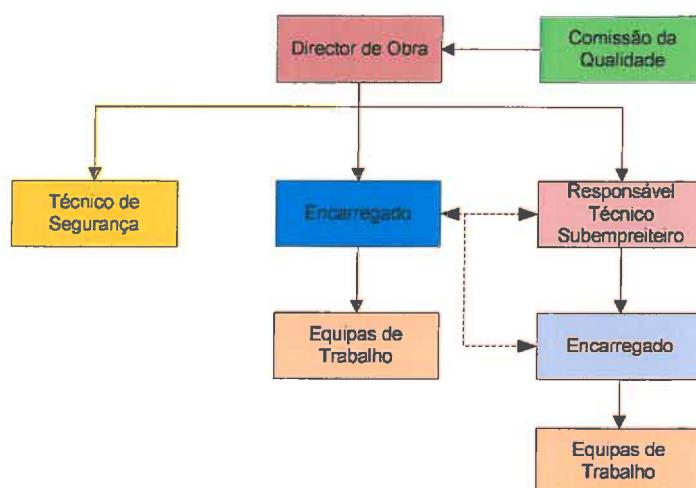 Director de Obra
Comissão da
Qualidade
Técnico de
Segurança
Encarregado
Responsável
Técnico
Subempreiteiro
Equipas de
Trabalho
Encarregado
Equipas de
Trabalho